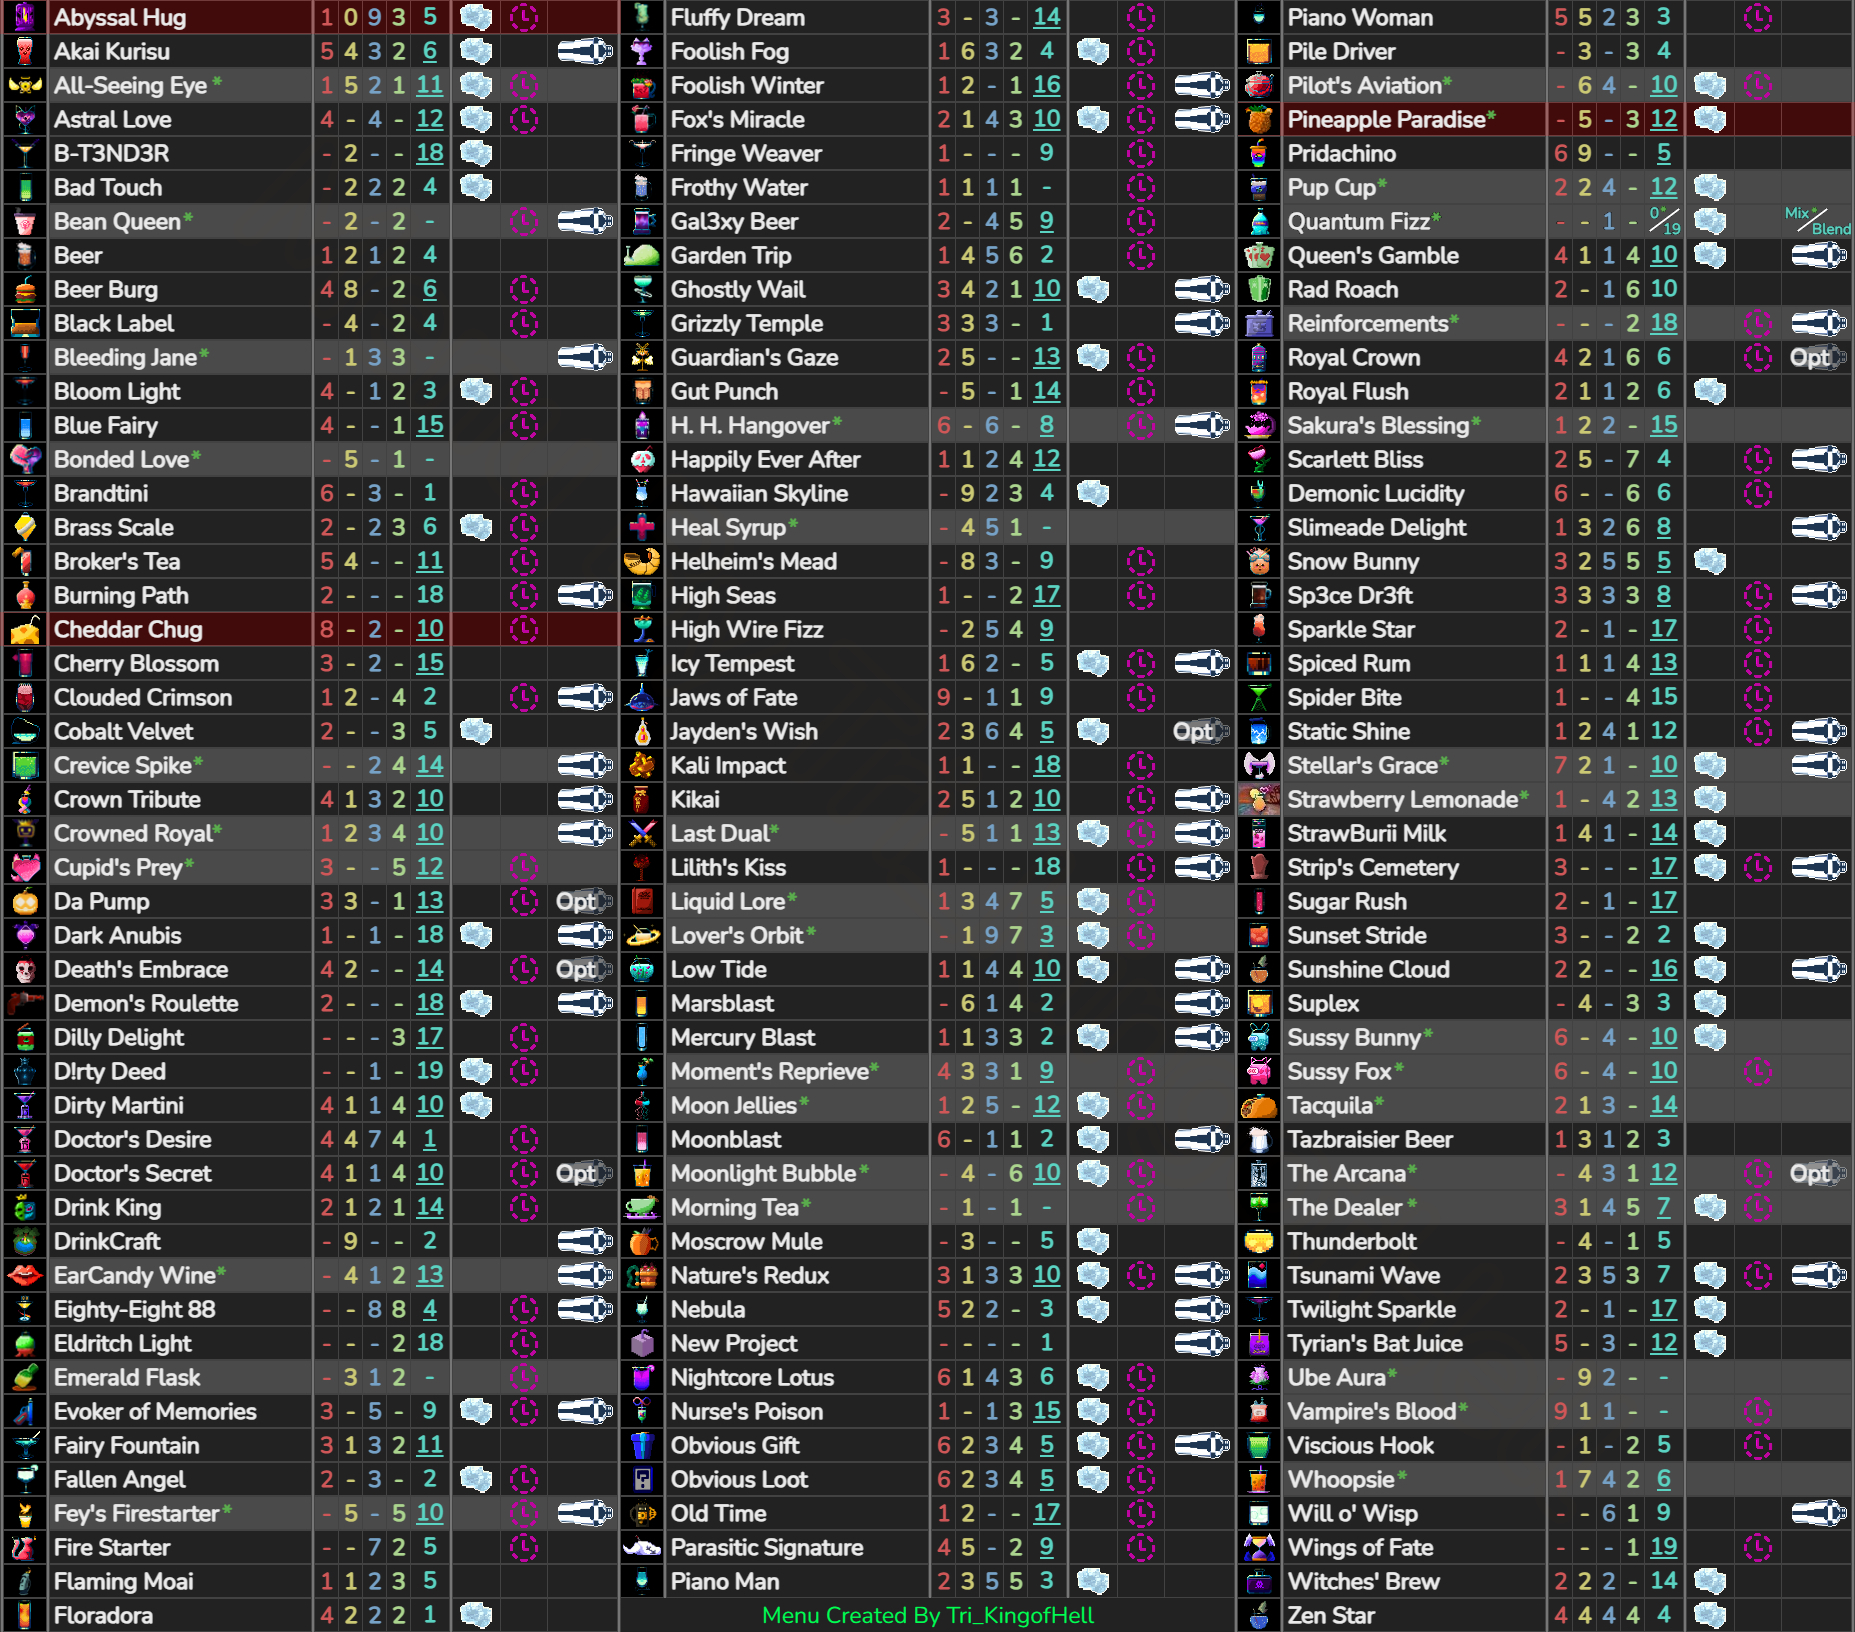 Abyssal Hug 1 0 9 3 5
Akai Kurisu 5 4 3 2 6
All-Seeing Eye * 1 5 2 1 11
Astral Love 4 - 4 - 12
B-T3ND3R - 2 - - 18
Bad Touch - 2 2 2 4
Bean Queen* - 2 - 2 -
Beer 1 2 1 2 4
Beer Burg 4 8 - 2 6
Black Label - 4 - 2 4
Bleeding Jane* - 1 3 3 -
Bloom Light 4 - 1 2 3
Blue Fairy 4 - - 1 15
Bonded Love* - 5 - 1 -
Brandtini 6 - 3 - 1
Brass Scale 2 - 2 3 6
Broker's Tea 5 4 - - 11
Burning Path 2 - - - 18
Cheddar Chug 8 - 2 - 10
Cherry Blossom 3 - 2 - 15
Clouded Crimson 1 2 - 4 2
Cobalt Velvet 2 - - 3 5
Crevice Spike* - - 2 4 14
Crown Tribute 4 1 3 2 10
Crowned Royal* 1 2 3 4 10
Cupid's Prey* 3 - - 5 12
Da Pump 3 3 - 1 13 Opt
Dark Anubis 1 - 1 - 18
Death's Embrace 4 2 - - 14 Opt
Demon's Roulette 2 - - - 18
Dilly Delight - - - 3 17
D!rty Deed - - 1 - 19
Dirty Martini 4 1 1 4 10
Doctor's Desire 4 4 7 4 1
Doctor's Secret 4 1 1 4 10 Opt
Drink King 2 1 2 1 14
DrinkCraft - 9 - - 2
EarCandy Wine* - 4 1 2 13
Eighty-Eight 88 - - 8 8 4
Eldritch Light - - - 2 18
Emerald Flask - 3 1 2 -
Evoker of Memories 3 - 5 - 9
Fairy Fountain 3 1 3 2 11
Fallen Angel 2 - 3 - 2
Fey's Firestarter* - 5 - 5 10
Fire Starter - - 7 2 5
Flaming Moai 1 1 2 3 5
Floradora 4 2 2 2 1
Fluffy Dream 3 - 3 - 14
Foolish Fog 1 6 3 2 4
Foolish Winter 1 2 - 1 16
Fox's Miracle 2 1 4 3 10
Fringe Weaver 1 - - - 9
Frothy Water 1 1 1 1 -
Gal3xy Beer 2 - 4 5 9
Garden Trip 1 4 5 6 2
Ghostly Wail 3 4 2 1 10
Grizzly Temple 3 3 3 - 1
Guardian's Gaze 2 5 - - 13
Gut Punch - 5 - 1 14
H. H. Hangover* 6 - 6 - 8
Happily Ever After 1 1 2 4 12
Hawaiian Skyline - 9 2 3 4
Heal Syrup* - 4 5 1 -
Helheim's Mead - 8 3 - 9
High Seas 1 - - 2 17
High Wire Fizz - 2 5 4 9
Icy Tempest 1 6 2 - 5
Jaws of Fate 9 - 1 1 9
Jayden's Wish 2 3 6 4 5 Opt
Kali Impact 1 1 - - 18
Kikai 2 5 1 2 10
Last Dual* - 5 1 1 13
Lilith's Kiss 1 - - - 18
Liquid Lore* 1 3 4 7 5
Lover's Orbit* - 1 9 7 3
Low Tide 1 1 4 4 10
Marsblast - 6 1 4 2
Mercury Blast 1 1 3 3 2
Moment's Reprieve* 4 3 3 1 9
Moon Jellies* 1 2 5 - 12
Moonblast 6 - 1 1 2
Moonlight Bubble* - 4 - 6 10
Morning Tea* - 1 - 1 -
Moscrow Mule - 3 - - 5
Nature's Redux 3 1 3 3 10
Nebula 5 2 2 - 3
New Project - - - - 1
Nightcore Lotus 6 1 4 3 6
Nurse's Poison 1 - 1 3 15
Obvious Gift 6 2 3 4 5
Obvious Loot 6 2 3 4 5
Old Time 1 2 - - 17
Parasitic Signature 4 5 - 2 9
Piano Man 2 3 5 5 3
Menu Created By Tri_KingofHell
Piano Woman 5 5 2 3 3
Pile Driver - 3 - 3 4
Pilot's Aviation* - 6 4 - 10
Pineapple Paradise* - 5 - 3 12
Pridachino 6 9 - - 5
Pup Cup* 2 2 4 - 12
Quantum Fizz* - - 1 - 0*/19 Mix*/Blend
Queen's Gamble 4 1 1 4 10
Rad Roach 2 - 1 6 10
Reinforcements* - - - 2 18
Royal Crown 4 2 1 6 6 Opt
Royal Flush 2 1 1 2 6
Sakura's Blessing* 1 2 2 - 15
Scarlett Bliss 2 5 - 7 4
Demonic Lucidity 6 - - 6 6
Slimeade Delight 1 3 2 6 8
Snow Bunny 3 2 5 5 5
Sp3ce Dr3ft 3 3 3 3 8
Sparkle Star 2 - 1 - 17
Spiced Rum 1 1 1 4 13
Spider Bite 1 - - 4 15
Static Shine 1 2 4 1 12
Stellar's Grace* 7 2 1 - 10
Strawberry Lemonade* 1 - 4 2 13
StrawBurii Milk 1 4 1 - 14
Strip's Cemetery 3 - - - 17
Sugar Rush 2 - 1 - 17
Sunset Stride 3 - - 2 2
Sunshine Cloud 2 2 - - 16
Suplex - 4 - 3 3
Sussy Bunny* 6 - 4 - 10
Sussy Fox* 6 - 4 - 10
Tacquila* 2 1 3 - 14
Tazbraisier Beer 1 3 1 2 3
The Arcana* - 4 3 1 12 Opt
The Dealer * 3 1 4 5 7
Thunderbolt - 4 - 1 5
Tsunami Wave 2 3 5 3 7
Twilight Sparkle 2 - 1 - 17
Tyrian's Bat Juice 5 - 3 - 12
Ube Aura* - 9 2 - -
Vampire's Blood* 9 1 1 - -
Viscious Hook - 1 - 2 5
Whoopsie* 1 7 4 2 6
Will o' Wisp - - 6 1 9
Wings of Fate - - - 1 19
Witches' Brew 2 2 2 - 14
Zen Star 4 4 4 4 4